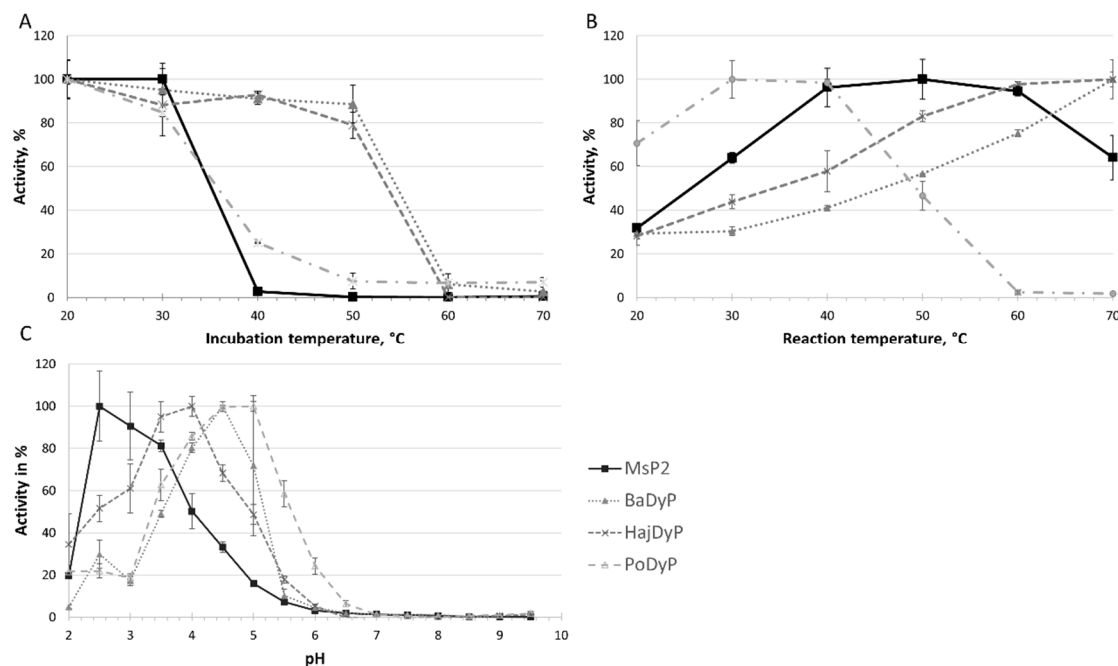 A
120
100
80
60
40
20
0
20 30 40 50 60 70
Activity, %
Incubation temperature, °C
B
120
100
80
60
40
20
0
20 30 40 50 60 70
Activity, %
Reaction temperature, °C
C
120
100
80
60
40
20
0
2 3 4 5 6 7 8 9 10
Activity in %
pH
MsP2
BaDyP
HajDyP
PoDyP